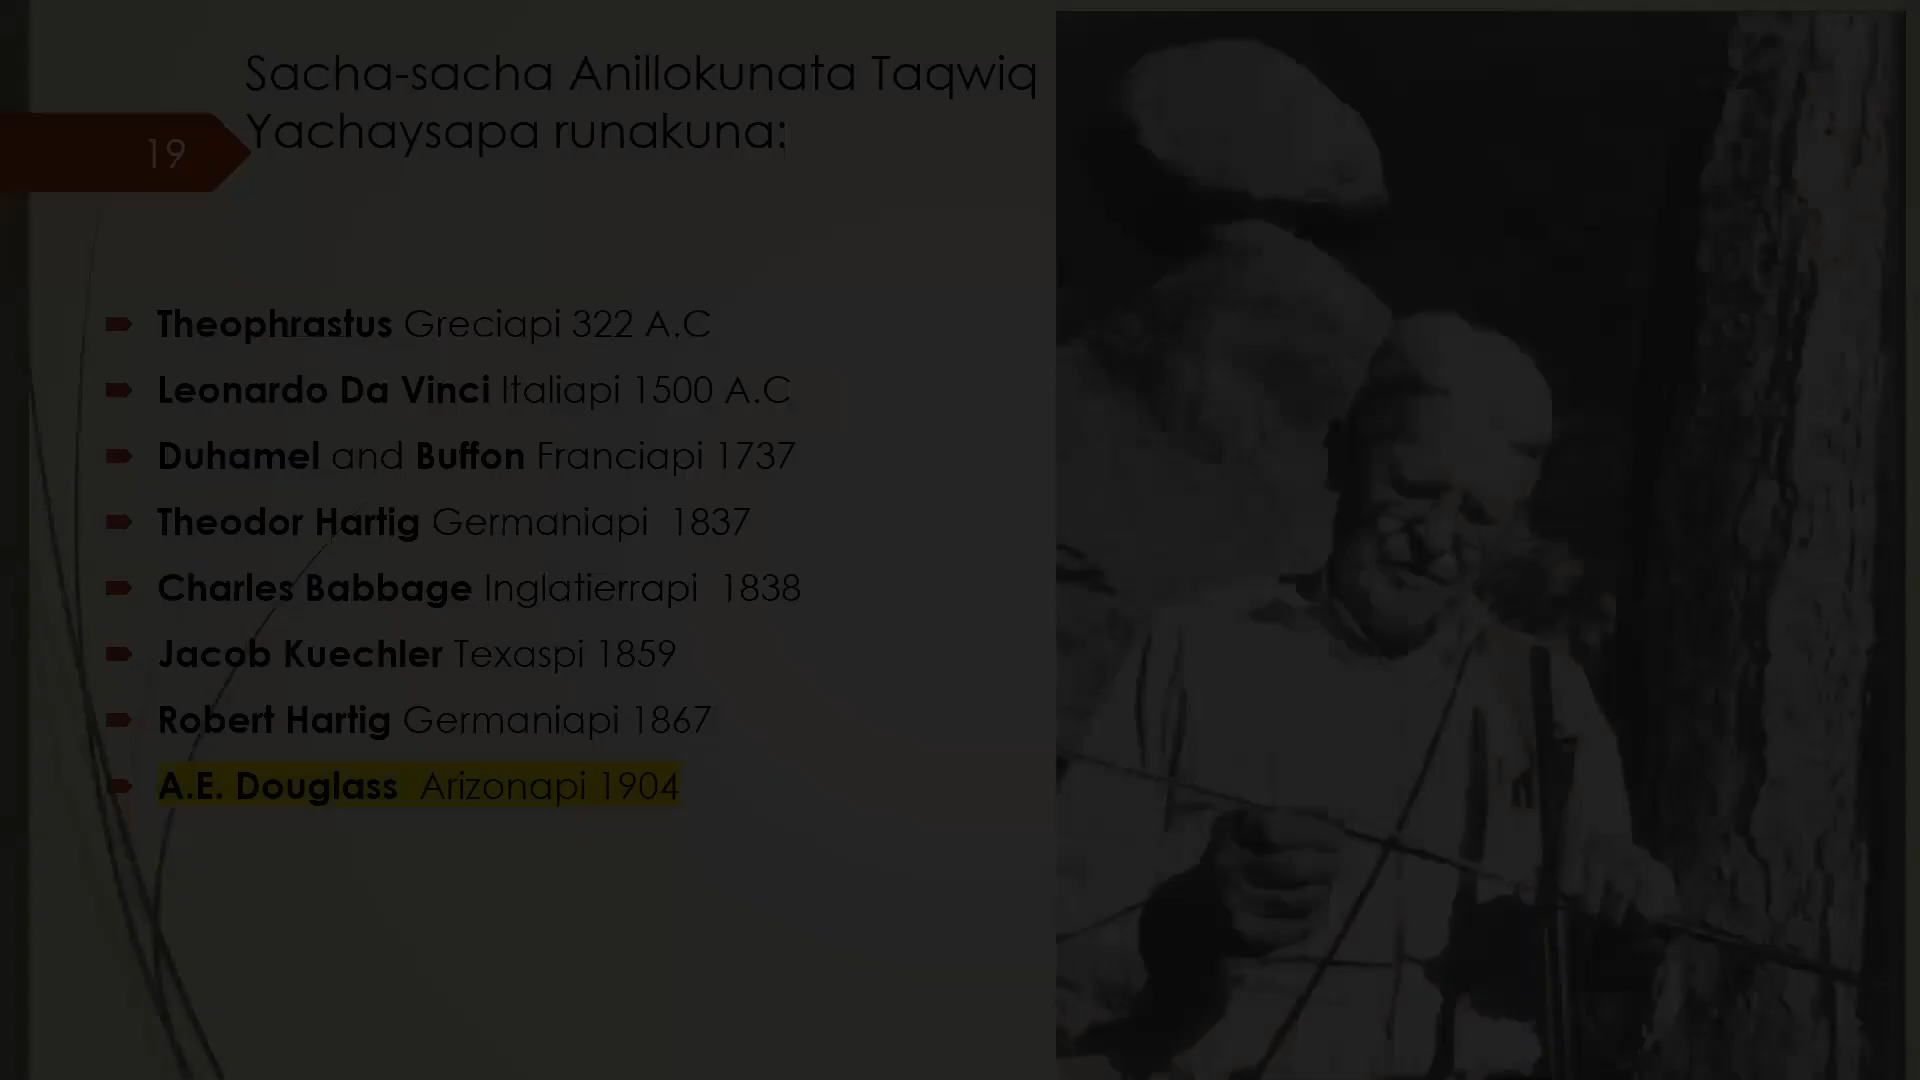 Sacha-sacha Anillokunata Taqwiq
Yachaysapa runakuna:
19
Theophrastus Greciapi 322 A.C
Leonardo Da Vinci Italiapi 1500 A.C
Duhamel and Buffon Franciapi 1737
Theodor Hartig Germaniapi 1837
Charles Babbage Inglatierrapi 1838
Jacob Kuechler Texaspi 1859
Robert Hartig Germaniapi 1867
A.E. Douglass Arizonapi 1904